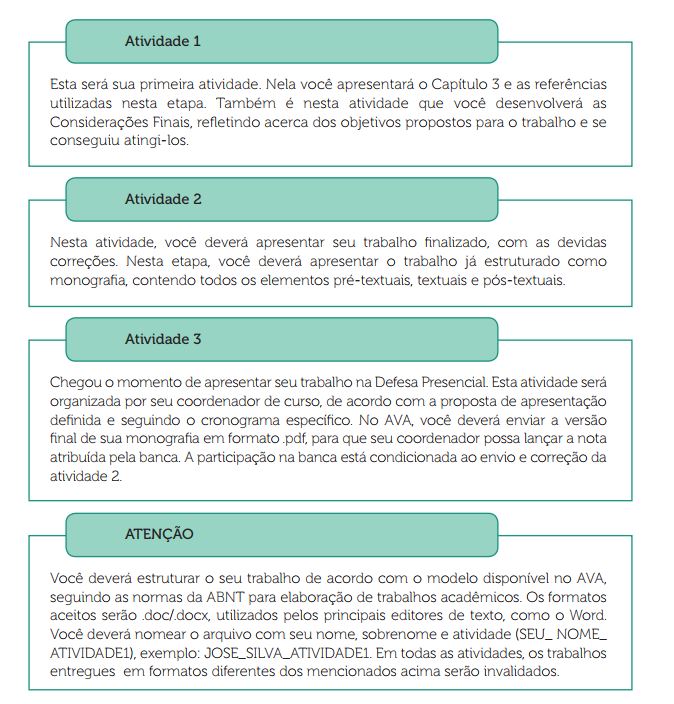 Atividade 1
Esta será sua primeira atividade. Nela você apresentará o Capítulo 3 e as referências
utilizadas nesta etapa. Também é nesta atividade que você desenvolverá as
Considerações Finais, refletindo acerca dos objetivos propostos para o trabalho e se
conseguiu atingi-los.
Atividade 2
Nesta atividade, você deverá apresentar seu trabalho finalizado, com as devidas
correções. Nesta etapa, você deverá apresentar o trabalho já estruturado como
monografia, contendo todos os elementos pré-textuais, textuais e pós-textuais.
Atividade 3
Chegou o momento de apresentar seu trabalho na Defesa Presencial. Esta atividade será
organizada por seu coordenador de curso, de acordo com a proposta de apresentação
definida e seguindo o cronograma específico. No AVA, você deverá enviar a versão
final de sua monografia em formato .pdf, para que seu coordenador possa lançar a nota
atribuída pela banca. A participação na banca está condicionada ao envio e correção da
atividade 2.
ATENÇÃO
Você deverá estruturar o seu trabalho de acordo com o modelo disponível no AVA,
seguindo as normas da ABNT para elaboração de trabalhos acadêmicos. Os formatos
aceitos serão .doc/.docx, utilizados pelos principais editores de texto, como o Word.
Você deverá nomear o arquivo com seu nome, sobrenome e atividade (SEU_ NOME_
ATIVIDADE1), exemplo: JOSE_SILVA_ATIVIDADE1. Em todas as atividades, os trabalhos
entregues em formatos diferentes dos mencionados acima serão invalidados.